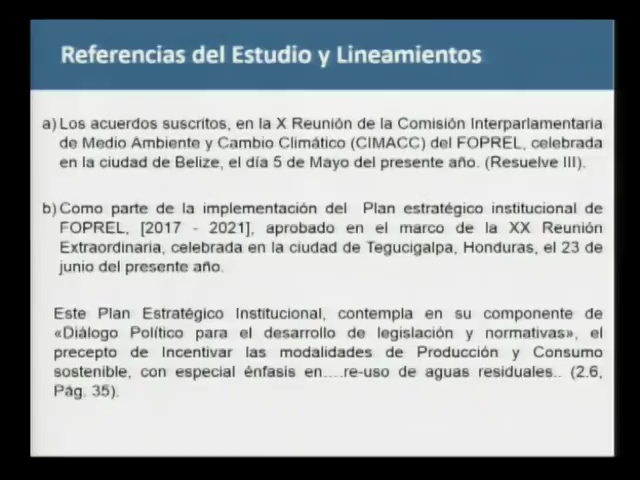 Referencias del Estudio y Lineamientos
a) Los acuerdos suscritos, en la X Reunión de la Comisión Interparlamentaria
de Medio Ambiente y Cambio Climático (CIMACC) del FOPREL, celebrada
en la ciudad de Belize, el día 5 de Mayo del presente año. (Resuelve III).
b) Como parte de la implementación del Plan estratégico institucional de
FOPREL, [2017 - 2021], aprobado en el marco de la XX Reunión
Extraordinaria, celebrada en la ciudad de Tegucigalpa, Honduras, el 23 de
junio del presente año.
Este Plan Estratégico Institucional, contempla en su componente de
«Diálogo Político para el desarrollo de legislación y normativas», el
precepto de Incentivar las modalidades de Producción y Consumo
sostenible, con especial énfasis en....re-uso de aguas residuales.. (2.6,
Pág. 35).